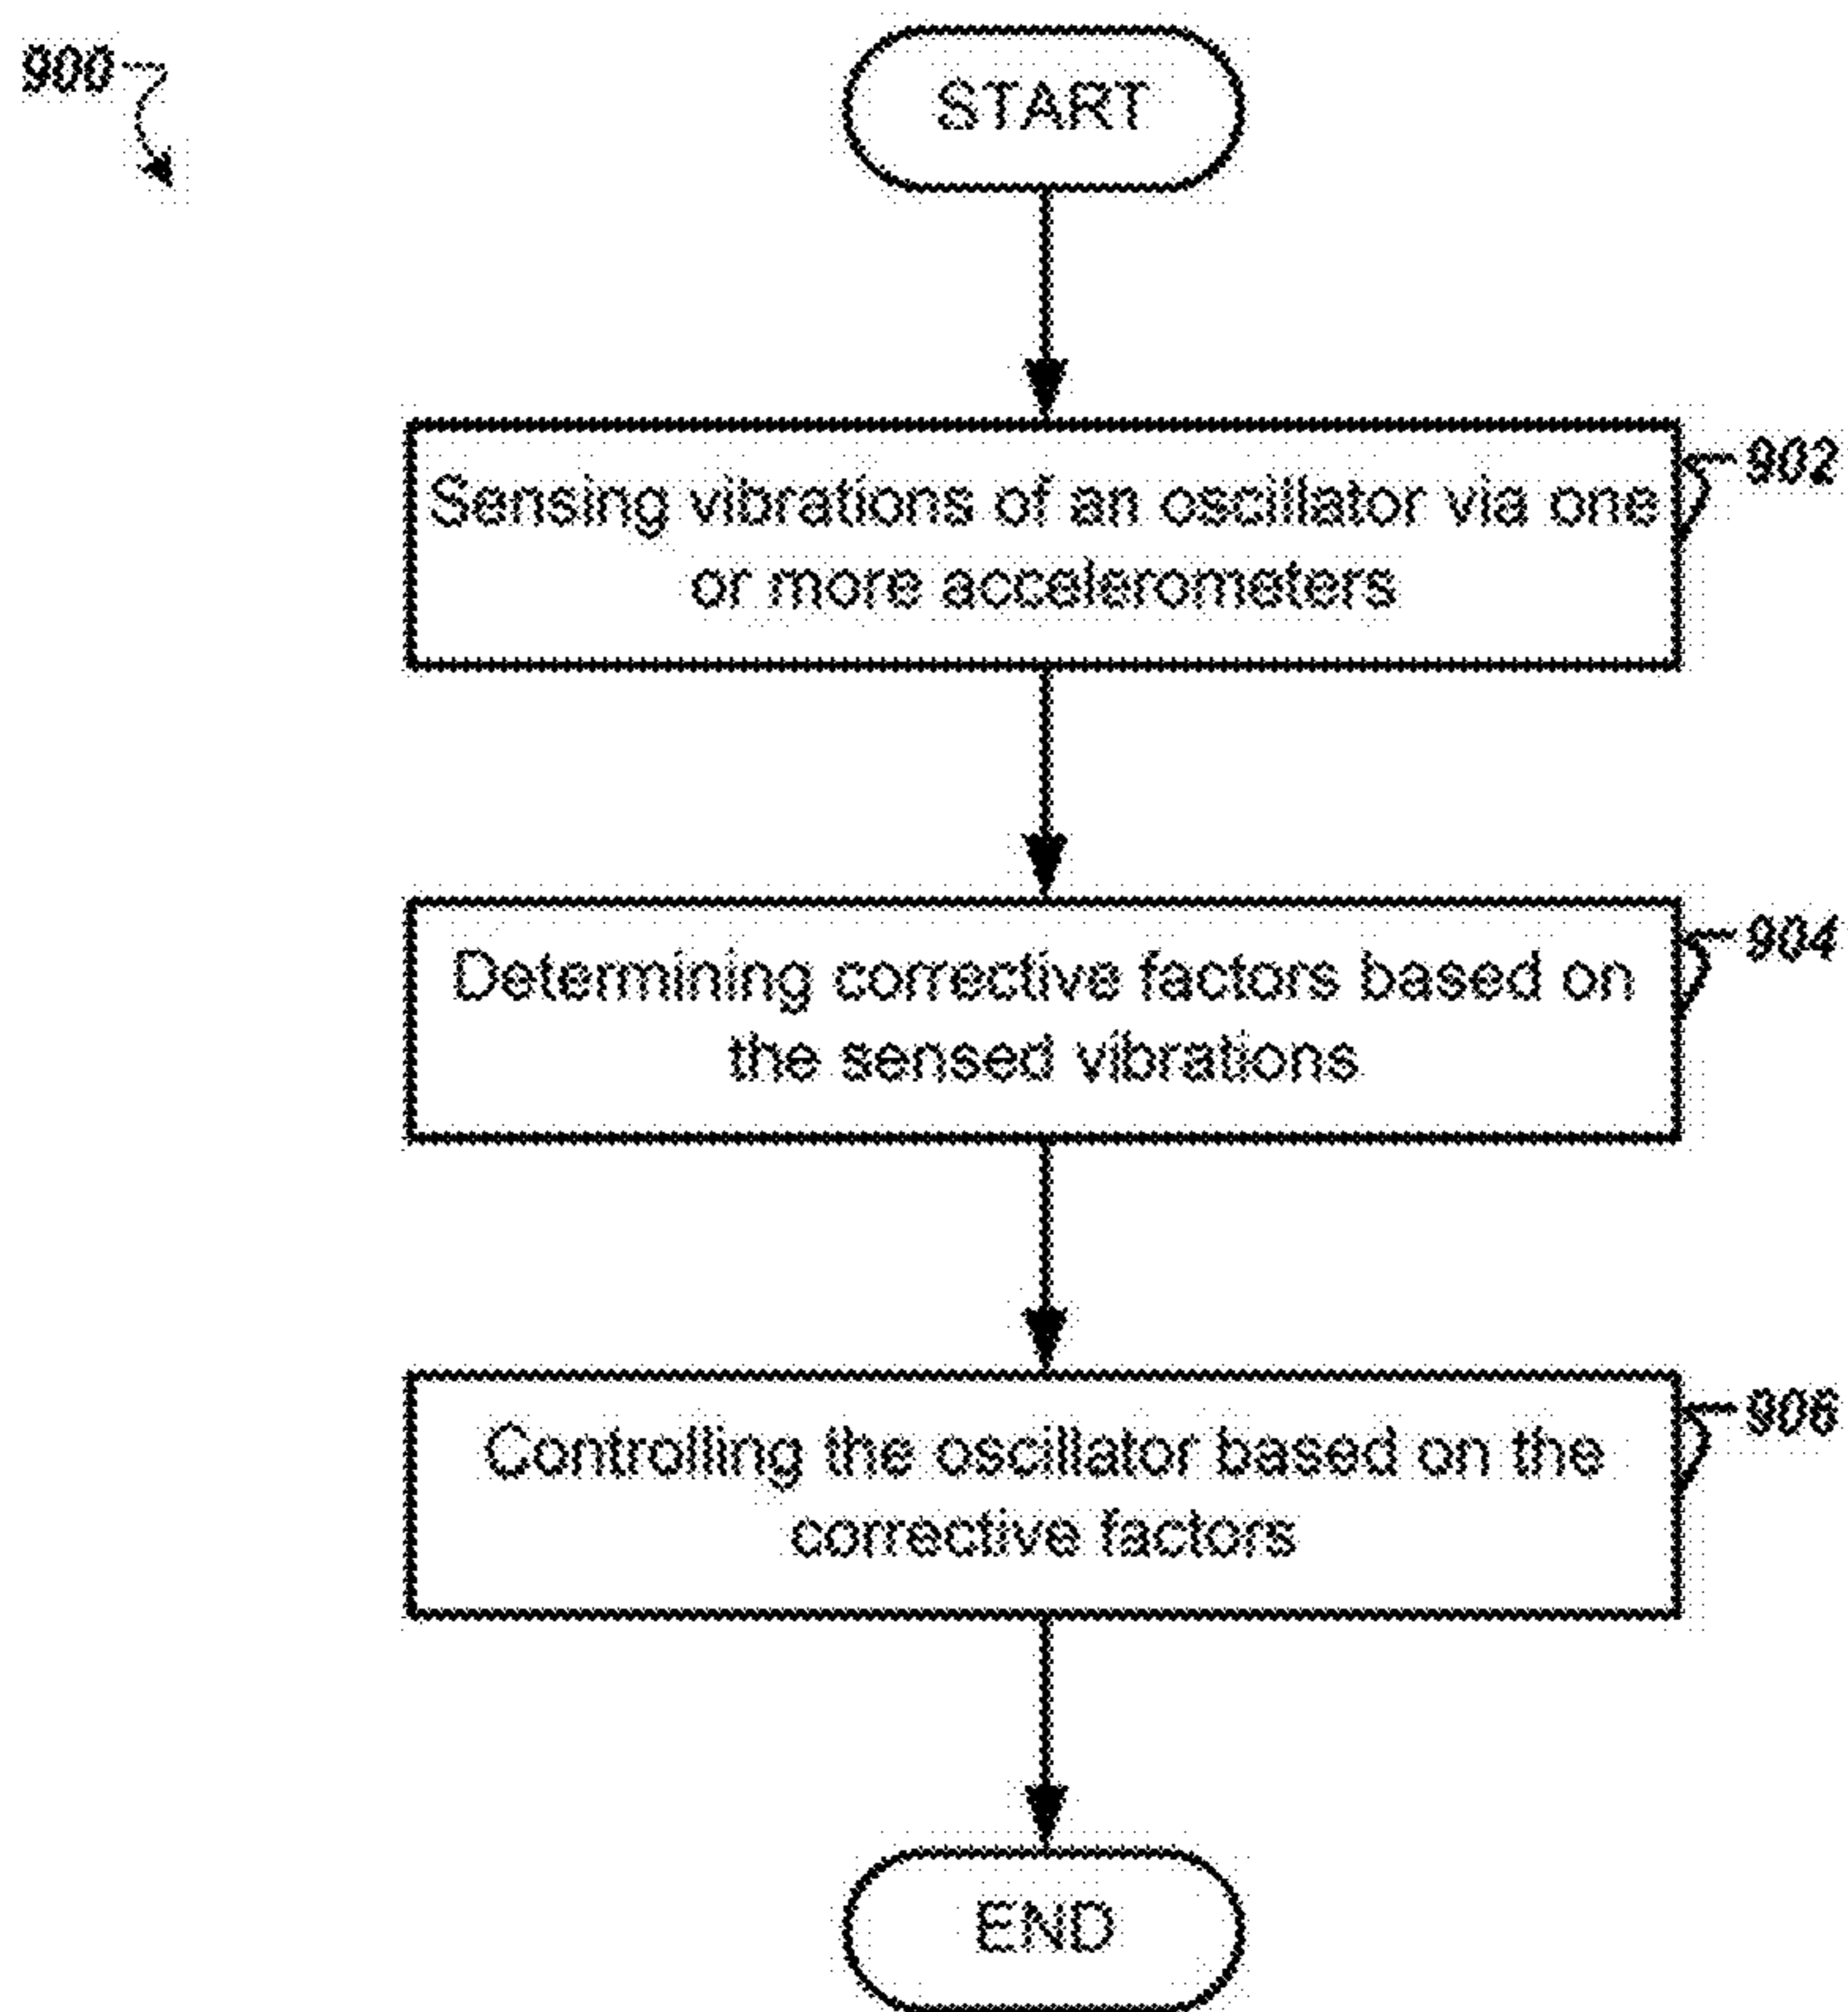 900
START
Sensing vibrations of an oscillator via one
or more accelerometers
902
Determining corrective factors based on
the sensed vibrations
904
Controlling the oscillator based on the
corrective factors
906
END